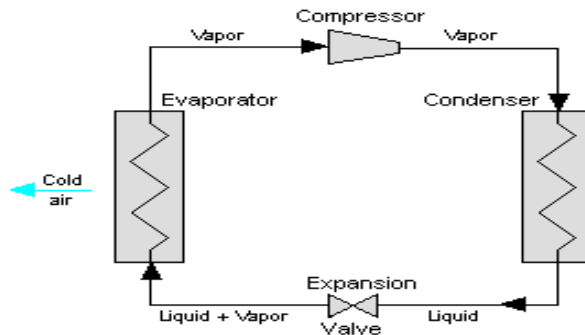 Compressor
Vapor
Vapor
Evaporator
Condenser
Cold
air
Expansion
Liquid + Vapor
Liquid
Valve